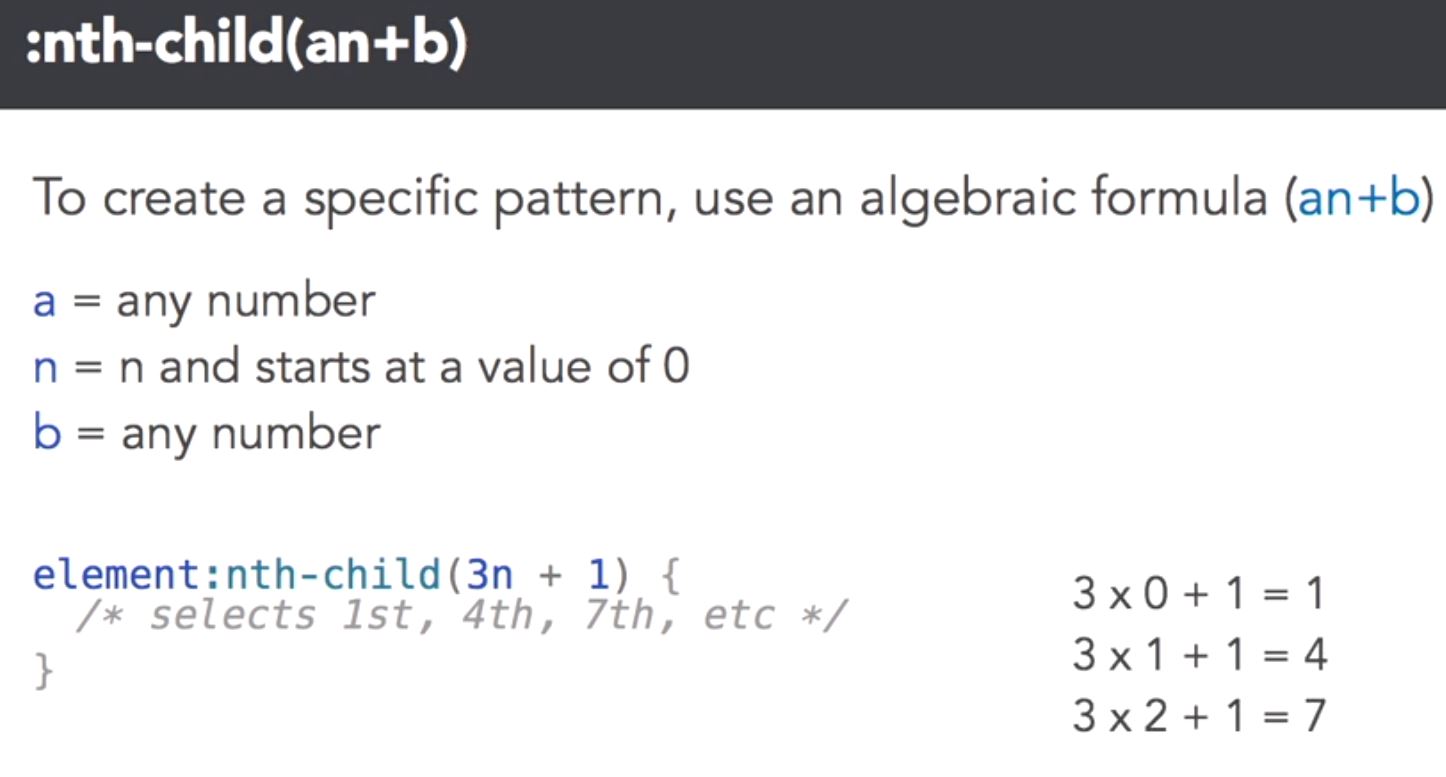 :nth-child(an+b)
To create a specific pattern, use an algebraic formula (an+b)
a = any number
n = n and starts at a value of 0
b = any number
element:nth-child(3n + 1) {
/* selects 1st, 4th, 7th, etc */
}
3 x 0 + 1 = 1
3 x 1 + 1 = 4
3 x 2 + 1 = 7